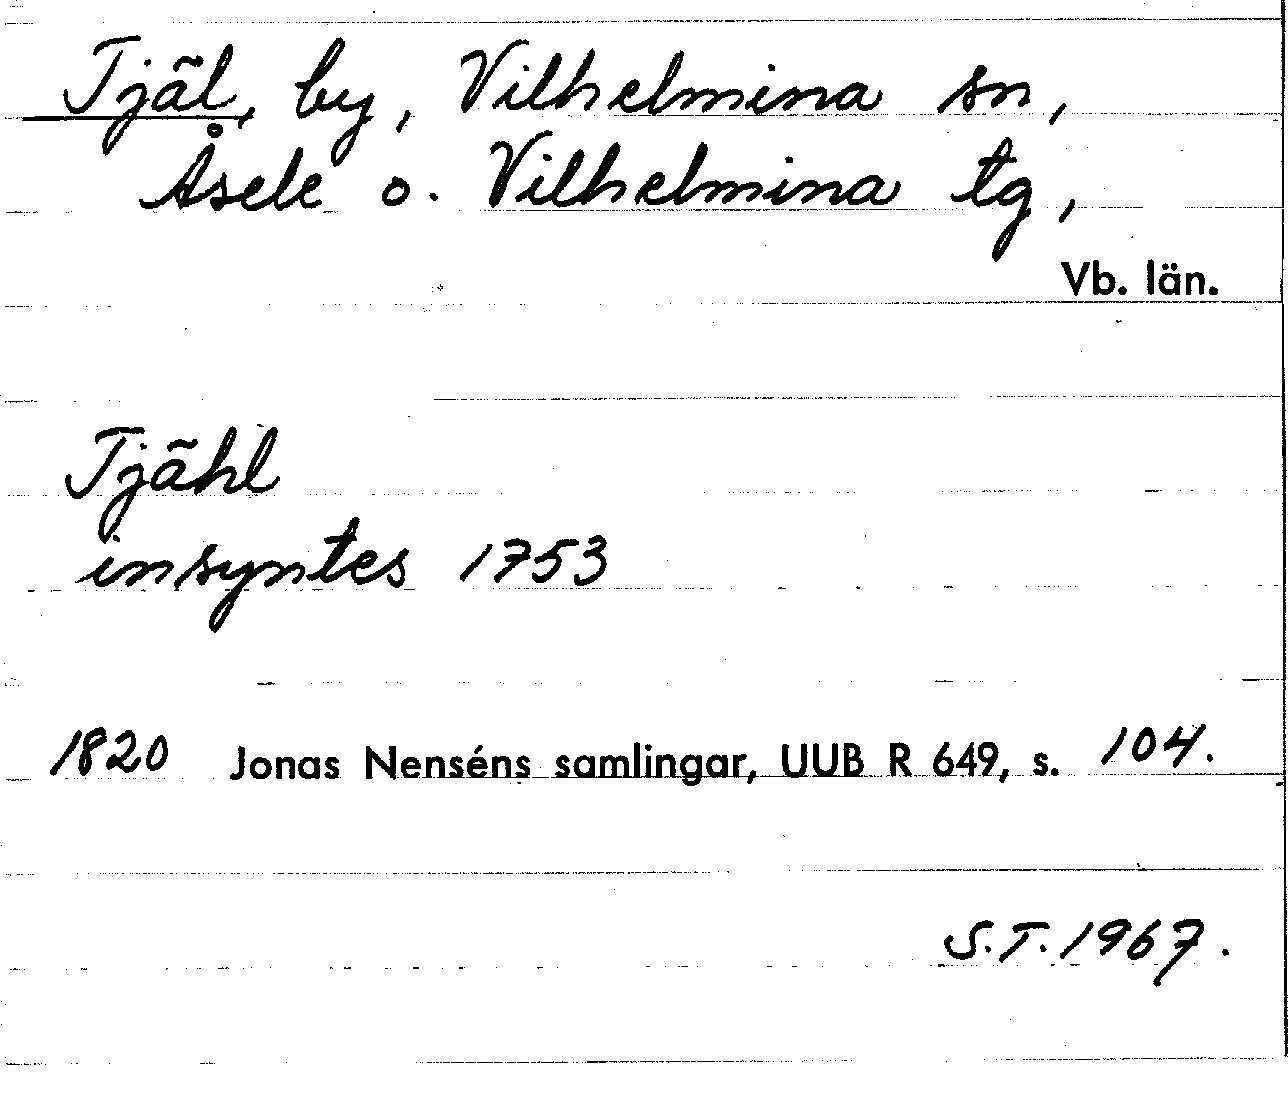 Tjäl, by, Vilhelmina sn,
Åsele o. Vilhelmina tg,
Vb. län.
Tjähl
insyntes 1753
1820 Jonas Nenséns samlingar, UUB R 649, s. 104.
S.T. 1967.